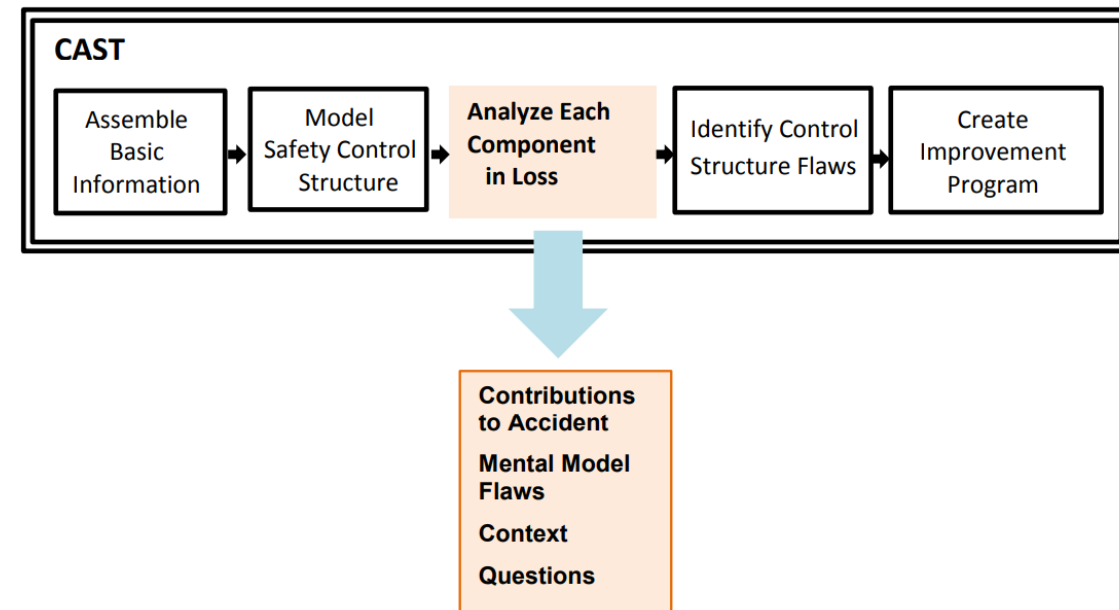 CAST
Assemble
Basic
Information
Model
Safety Control
Structure
Analyze Each
Component
in Loss
Identify Control
Structure Flaws
Create
Improvement
Program
Contributions
to Accident
Mental Model
Flaws
Context
Questions